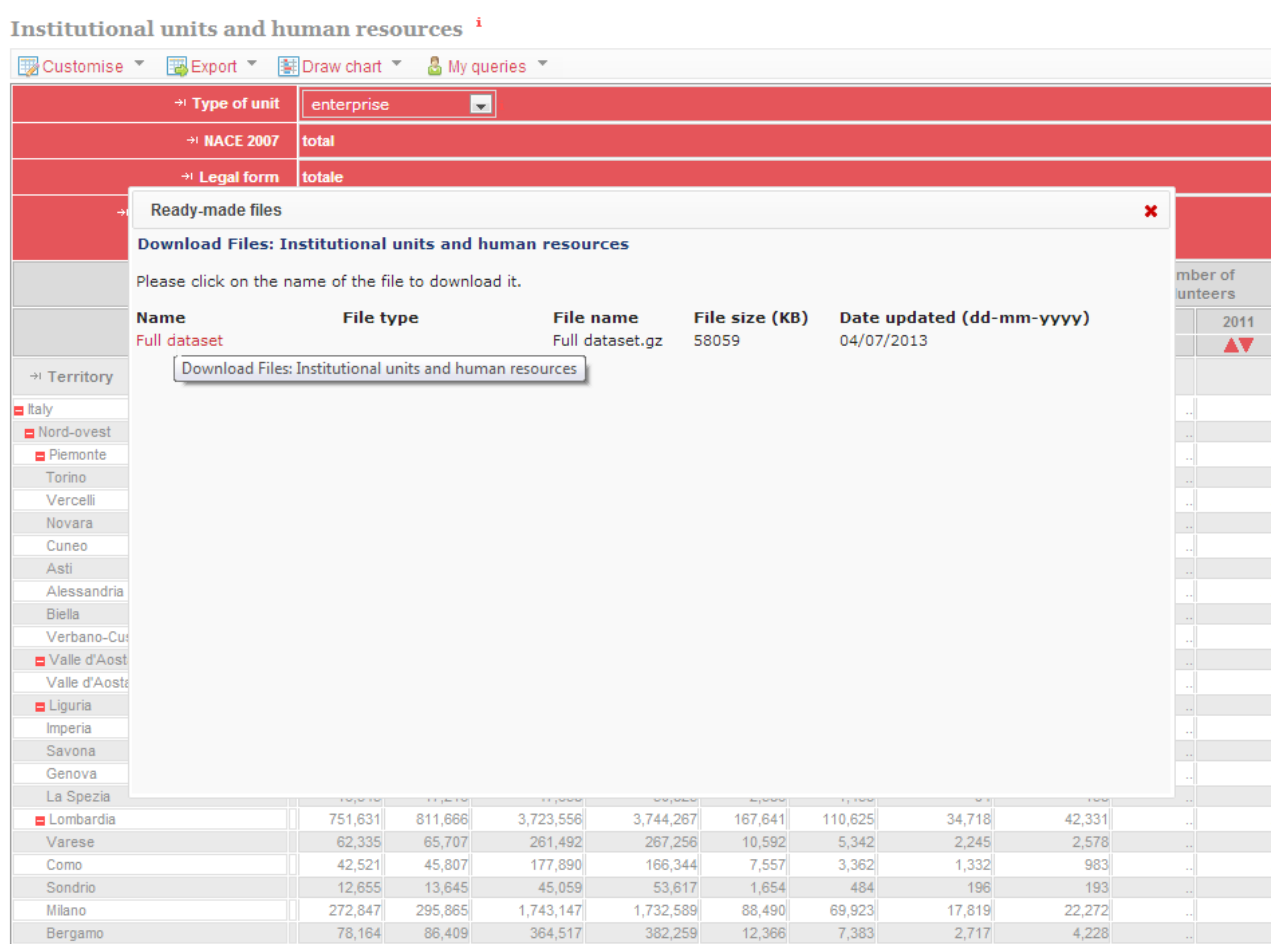 Institutional units and human resources i
Customise Export Draw chart My queries
Type of unit enterprise
NACE 2007 total
Legal form totale
Ready-made files
Download Files: Institutional units and human resources
Please click on the name of the file to download it.
Name File type File name File size (KB) Date updated (dd-mm-yyyy)
Full dataset Full dataset.gz 58059 04/07/2013
Download Files: Institutional units and human resources
mber of
lunteers
2011
Territory
Italy ..
Nord-ovest ..
Piemonte ..
Torino ..
Vercelli ..
Novara ..
Cuneo ..
Asti ..
Alessandria ..
Biella ..
Verbano-Cus ..
Valle d'Aost ..
Valle d'Aosta ..
Liguria ..
Imperia ..
Savona ..
Genova ..
La Spezia ..
Lombardia 751,631 811,666 3,723,556 3,744,267 167,641 110,625 34,718 42,331 ..
Varese 62,335 65,707 261,492 267,256 10,592 5,342 2,245 2,578 ..
Como 42,521 45,807 177,890 166,344 7,557 3,362 1,332 983 ..
Sondrio 12,655 13,645 45,059 53,617 1,654 484 196 193 ..
Milano 272,847 295,865 1,743,147 1,732,589 88,490 69,923 17,819 22,272 ..
Bergamo 78,164 86,409 364,517 382,259 12,366 7,383 2,717 4,228 ..